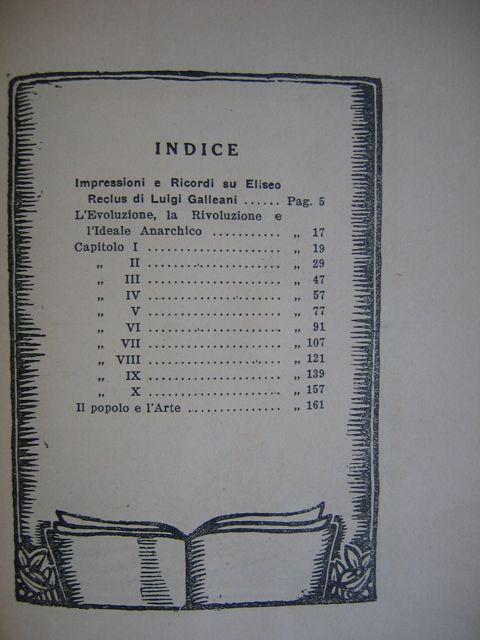 INDICE
Impressioni e Ricordi su Eliseo
Reclus di Luigi Galleani ...... Pag. 5
L'Evoluzione, la Rivoluzione e
l'Ideale Anarchico ........... „ 17
Capitolo I ..................... „ 19
„ II ..................... „ 29
„ III ..................... „ 47
„ IV ..................... „ 57
„ V ..................... „ 77
„ VI ..................... „ 91
„ VII ..................... „ 107
„ VIII ..................... „ 121
„ IX ..................... „ 139
„ X ..................... „ 157
Il popolo e l'Arte ............... „ 161